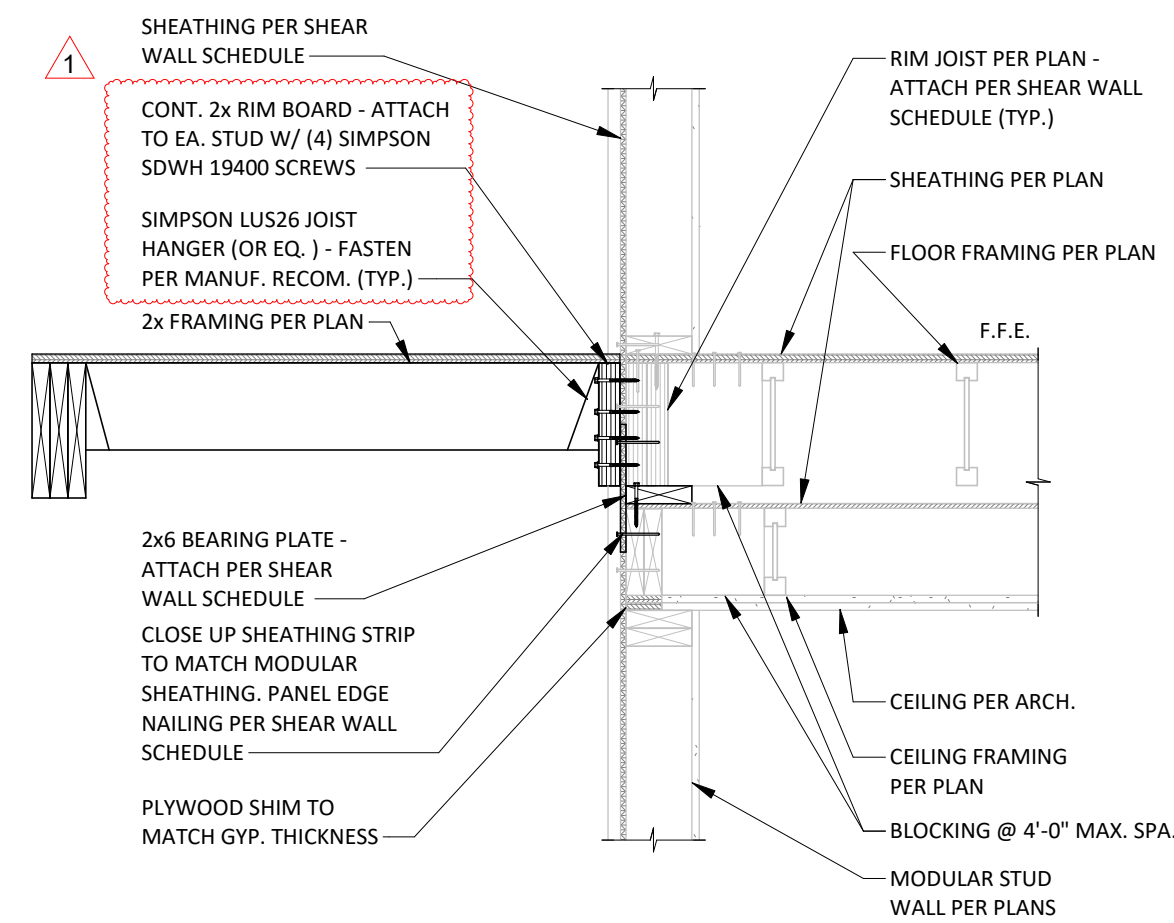 SHEATHING PER SHEAR
WALL SCHEDULE
1
CONT. 2x RIM BOARD - ATTACH
TO EA. STUD W/ (4) SIMPSON
SDWH 19400 SCREWS
SIMPSON LUS26 JOIST
HANGER (OR EQ. ) - FASTEN
PER MANUF. RECOM. (TYP.)
2x FRAMING PER PLAN
2x6 BEARING PLATE -
ATTACH PER SHEAR
WALL SCHEDULE
CLOSE UP SHEATHING STRIP
TO MATCH MODULAR
SHEATHING. PANEL EDGE
NAILING PER SHEAR WALL
SCHEDULE
PLYWOOD SHIM TO
MATCH GYP. THICKNESS
RIM JOIST PER PLAN -
ATTACH PER SHEAR WALL
SCHEDULE (TYP.)
SHEATHING PER PLAN
FLOOR FRAMING PER PLAN
F.F.E.
CEILING PER ARCH.
CEILING FRAMING
PER PLAN
BLOCKING @ 4'-0" MAX. SPA.
MODULAR STUD
WALL PER PLANS